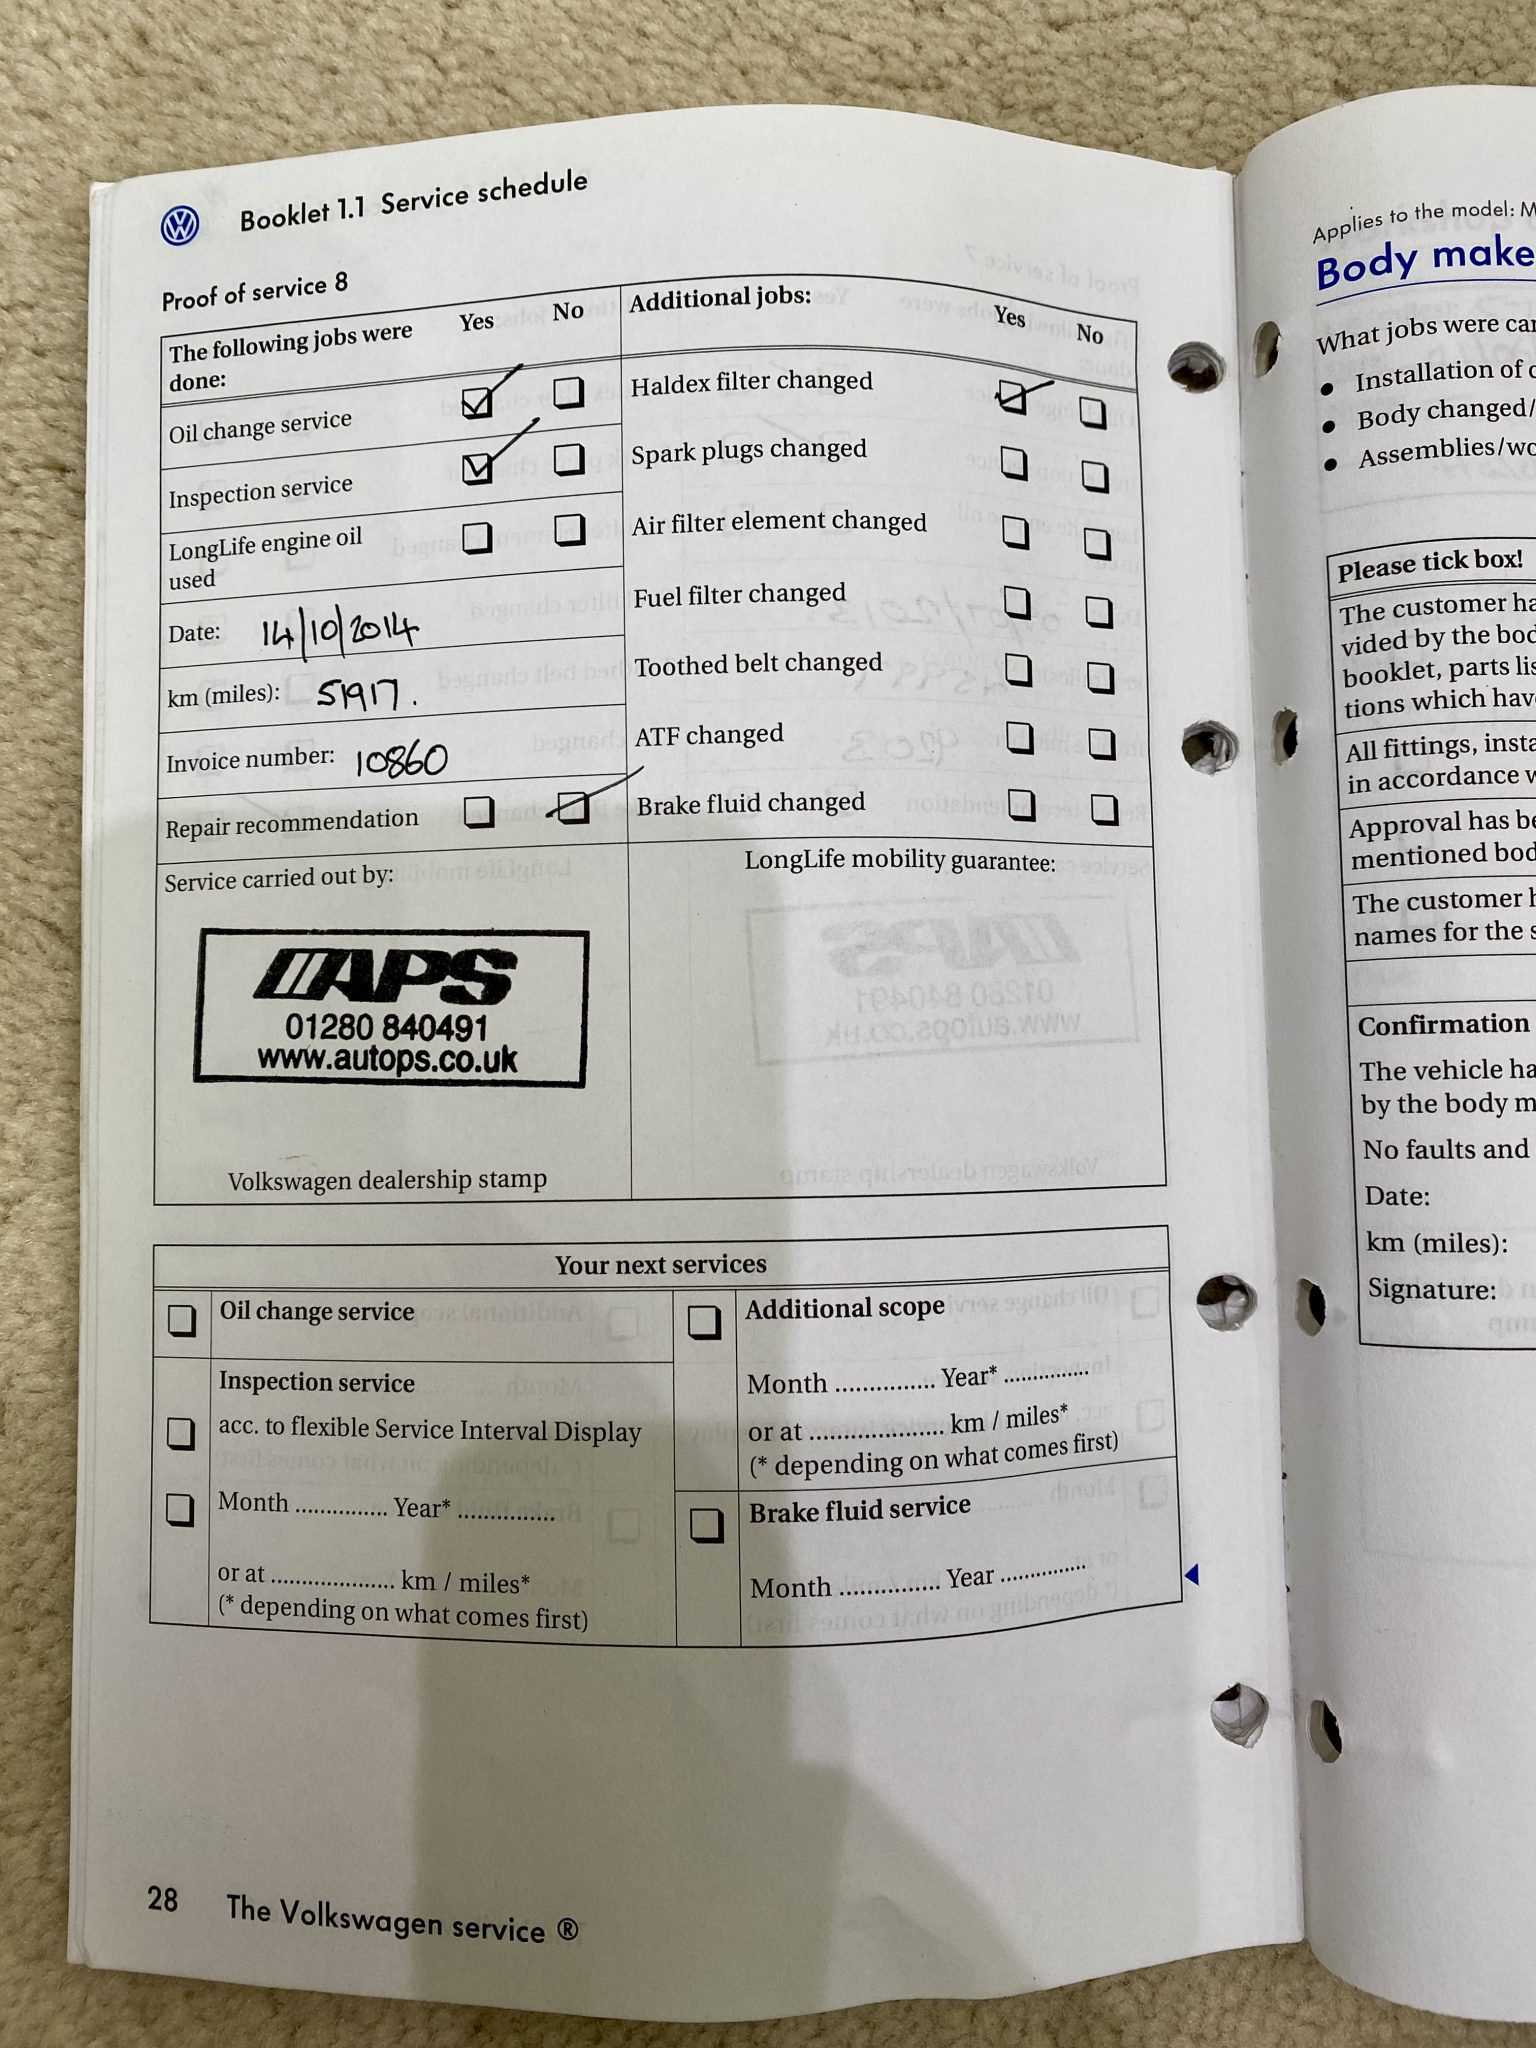 Booklet 1.1 Service schedule
Proof of service 8
The following jobs were done: Yes No
Oil change service
Inspection service
LongLife engine oil used
Date: 14/10/2014
km (miles): 51917.
Invoice number: 10860
Repair recommendation
Additional jobs: Yes No
Haldex filter changed
Spark plugs changed
Air filter element changed
Fuel filter changed
Toothed belt changed
ATF changed
Brake fluid changed
Service carried out by:
APS
01280 840491
www.autops.co.uk
Volkswagen dealership stamp
LongLife mobility guarantee:
Your next services
Oil change service
Inspection service
acc. to flexible Service Interval Display
Month ............... Year* ................
or at .................... km / miles*
(* depending on what comes first)
Additional scope
Month ................ Year* ..............
or at ...................... km / miles*
(* depending on what comes first)
Brake fluid service
Month ................ Year ..............
28 The Volkswagen service ®
Applies to the model: M
Body make
What jobs were car
• Installation of
• Body changed/
• Assemblies/wo
Please tick box!
The customer ha
vided by the bod
booklet, parts lis
tions which hav
All fittings, insta
in accordance w
Approval has be
mentioned bod
The customer h
names for the s
Confirmation
The vehicle ha
by the body m
No faults and
Date:
km (miles):
Signature: